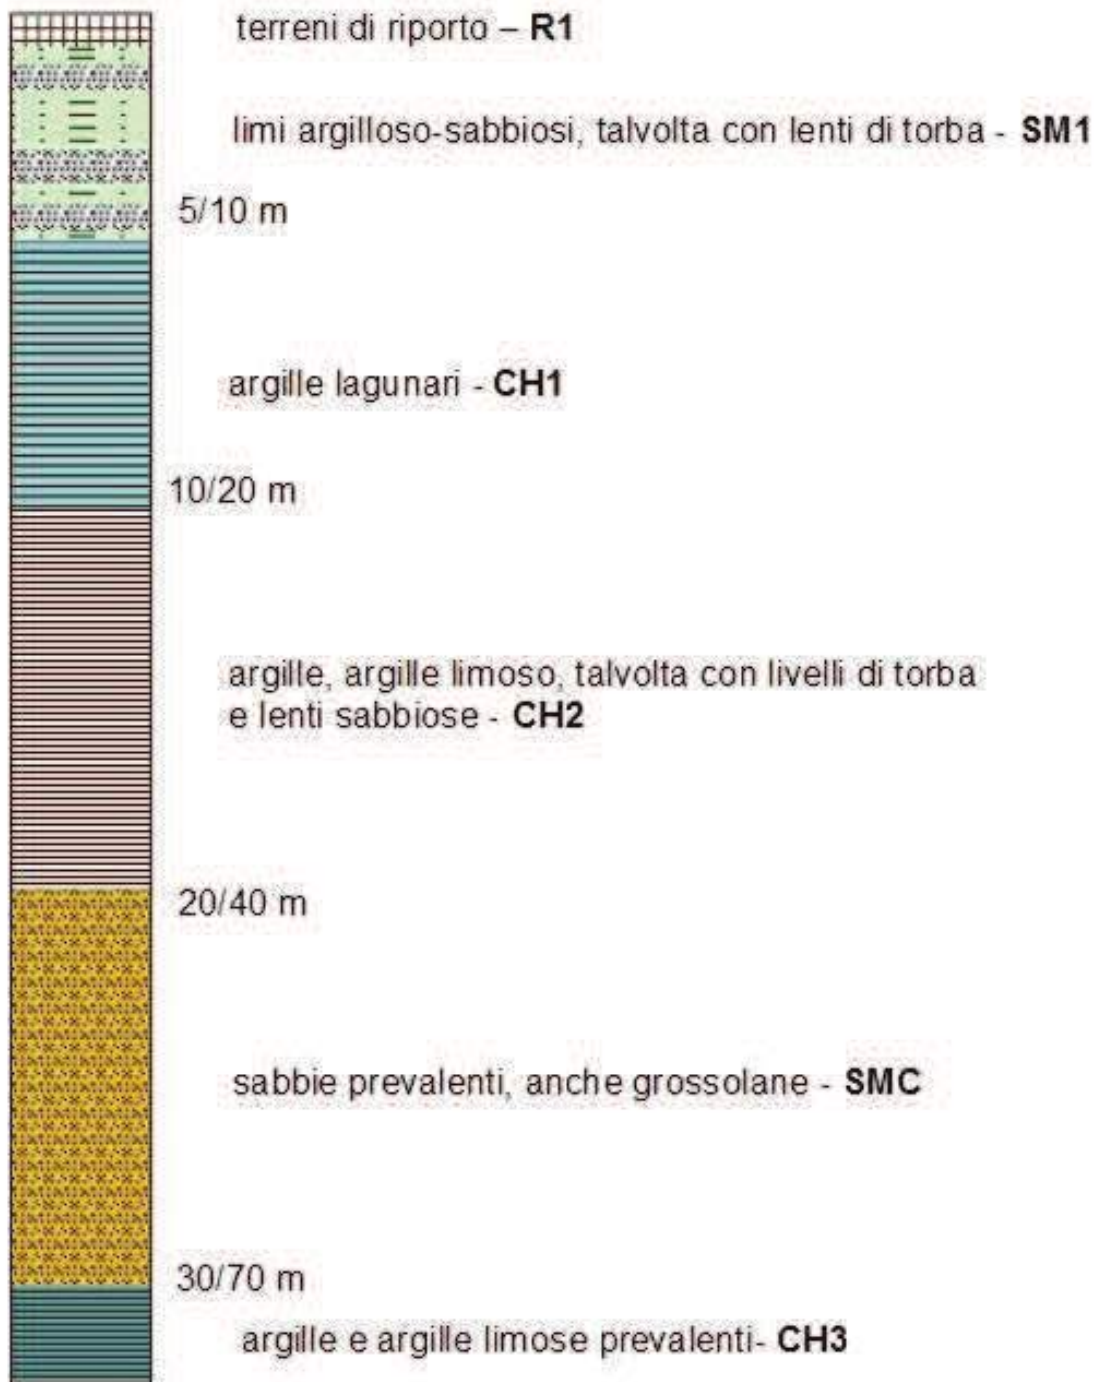 terreni di riporto – R1
limi argilloso-sabbiosi, talvolta con lenti di torba - SM1
5/10 m
argille lagunari - CH1
10/20 m
argille, argille limoso, talvolta con livelli di torba
e lenti sabbiose - CH2
20/40 m
sabbie prevalenti, anche grossolane - SMC
30/70 m
argille e argille limose prevalenti- CH3